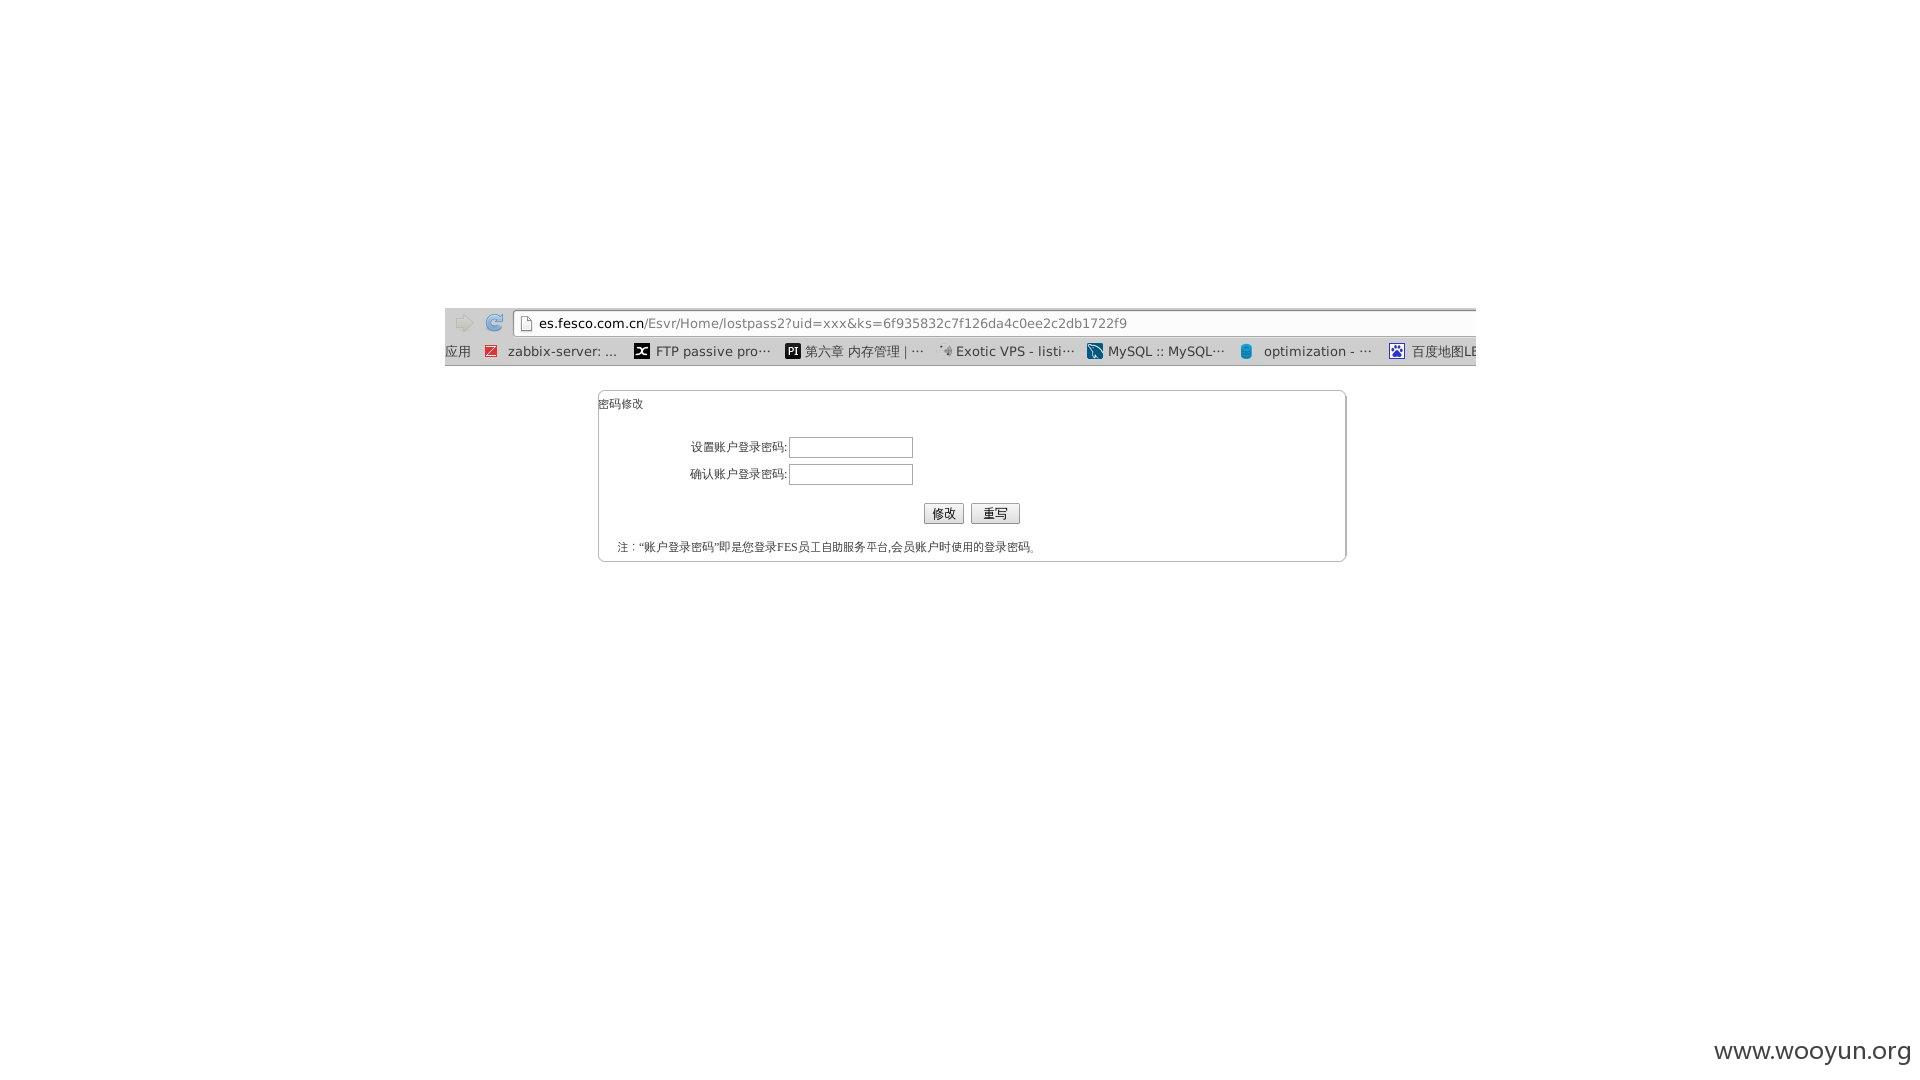 es.fesco.com.cn/Esvr/Home/lostpass2?uid=xxx&ks=6f935832c7f126da4c0ee2c2db1722f9
应用 zabbix-server: ... FTP passive pro··· 第六章 内存管理 | ··· Exotic VPS - listi··· MySQL :: MySQL··· optimization - ··· 百度地图LE
密码修改
设置账户登录密码:
确认账户登录密码:
修改 重写
注：“账户登录密码”即是您登录FES员工自助服务平台,会员账户时使用的登录密码。
www.wooyun.org